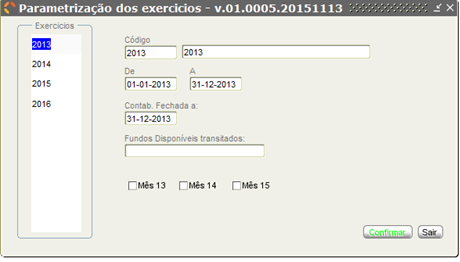 Parametrização dos exercicios - v.01.0005.20151113
Exercicios
2013
2014
2015
2016
Código
2013 2013
De A
01-01-2013 31-12-2013
Contab. Fechada a:
31-12-2013
Fundos Disponíveis transitados:
Mês 13 Mês 14 Mês 15
Confirmar Sair